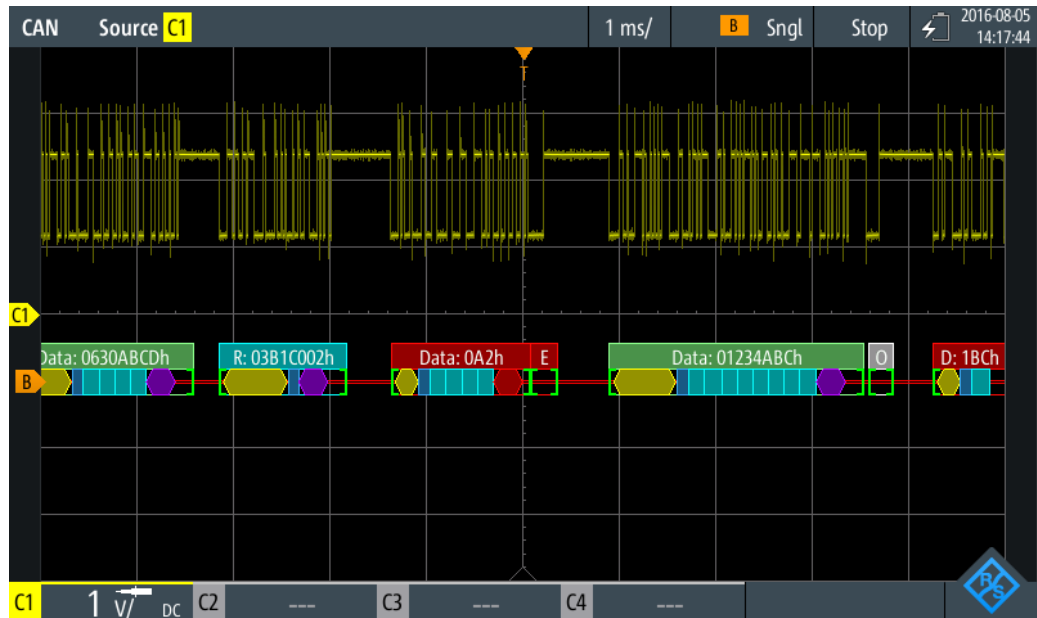 CAN Source C1 1 ms/ B Sngl Stop 2016-08-05
14:17:44
T
C1
Data: 0630ABCDh R: 03B1C002h Data: 0A2h E Data: 01234ABCh O D: 1BCh
B
C1 1 V/ DC C2 --- C3 --- C4 ---
R&S